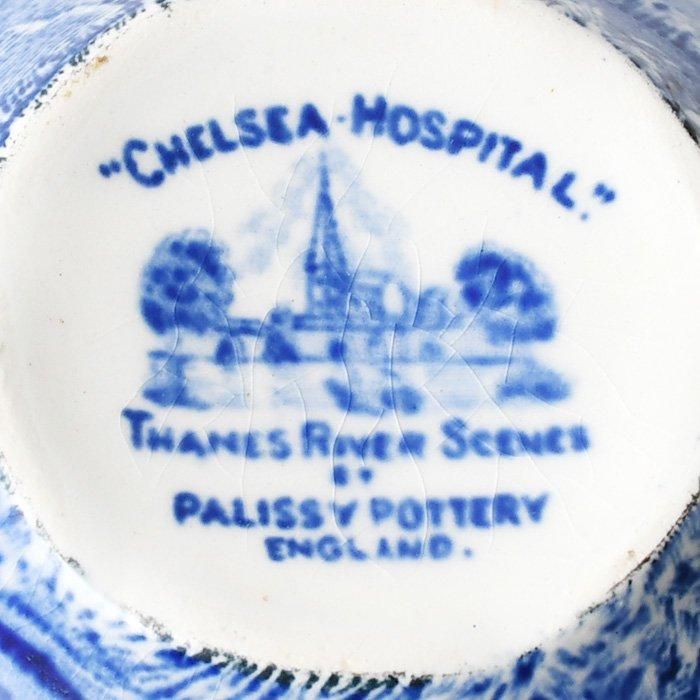 "CHELSEA-HOSPITAL."
THAMES RIVER SCENES
BY
PALISSY POTTERY
ENGLAND.